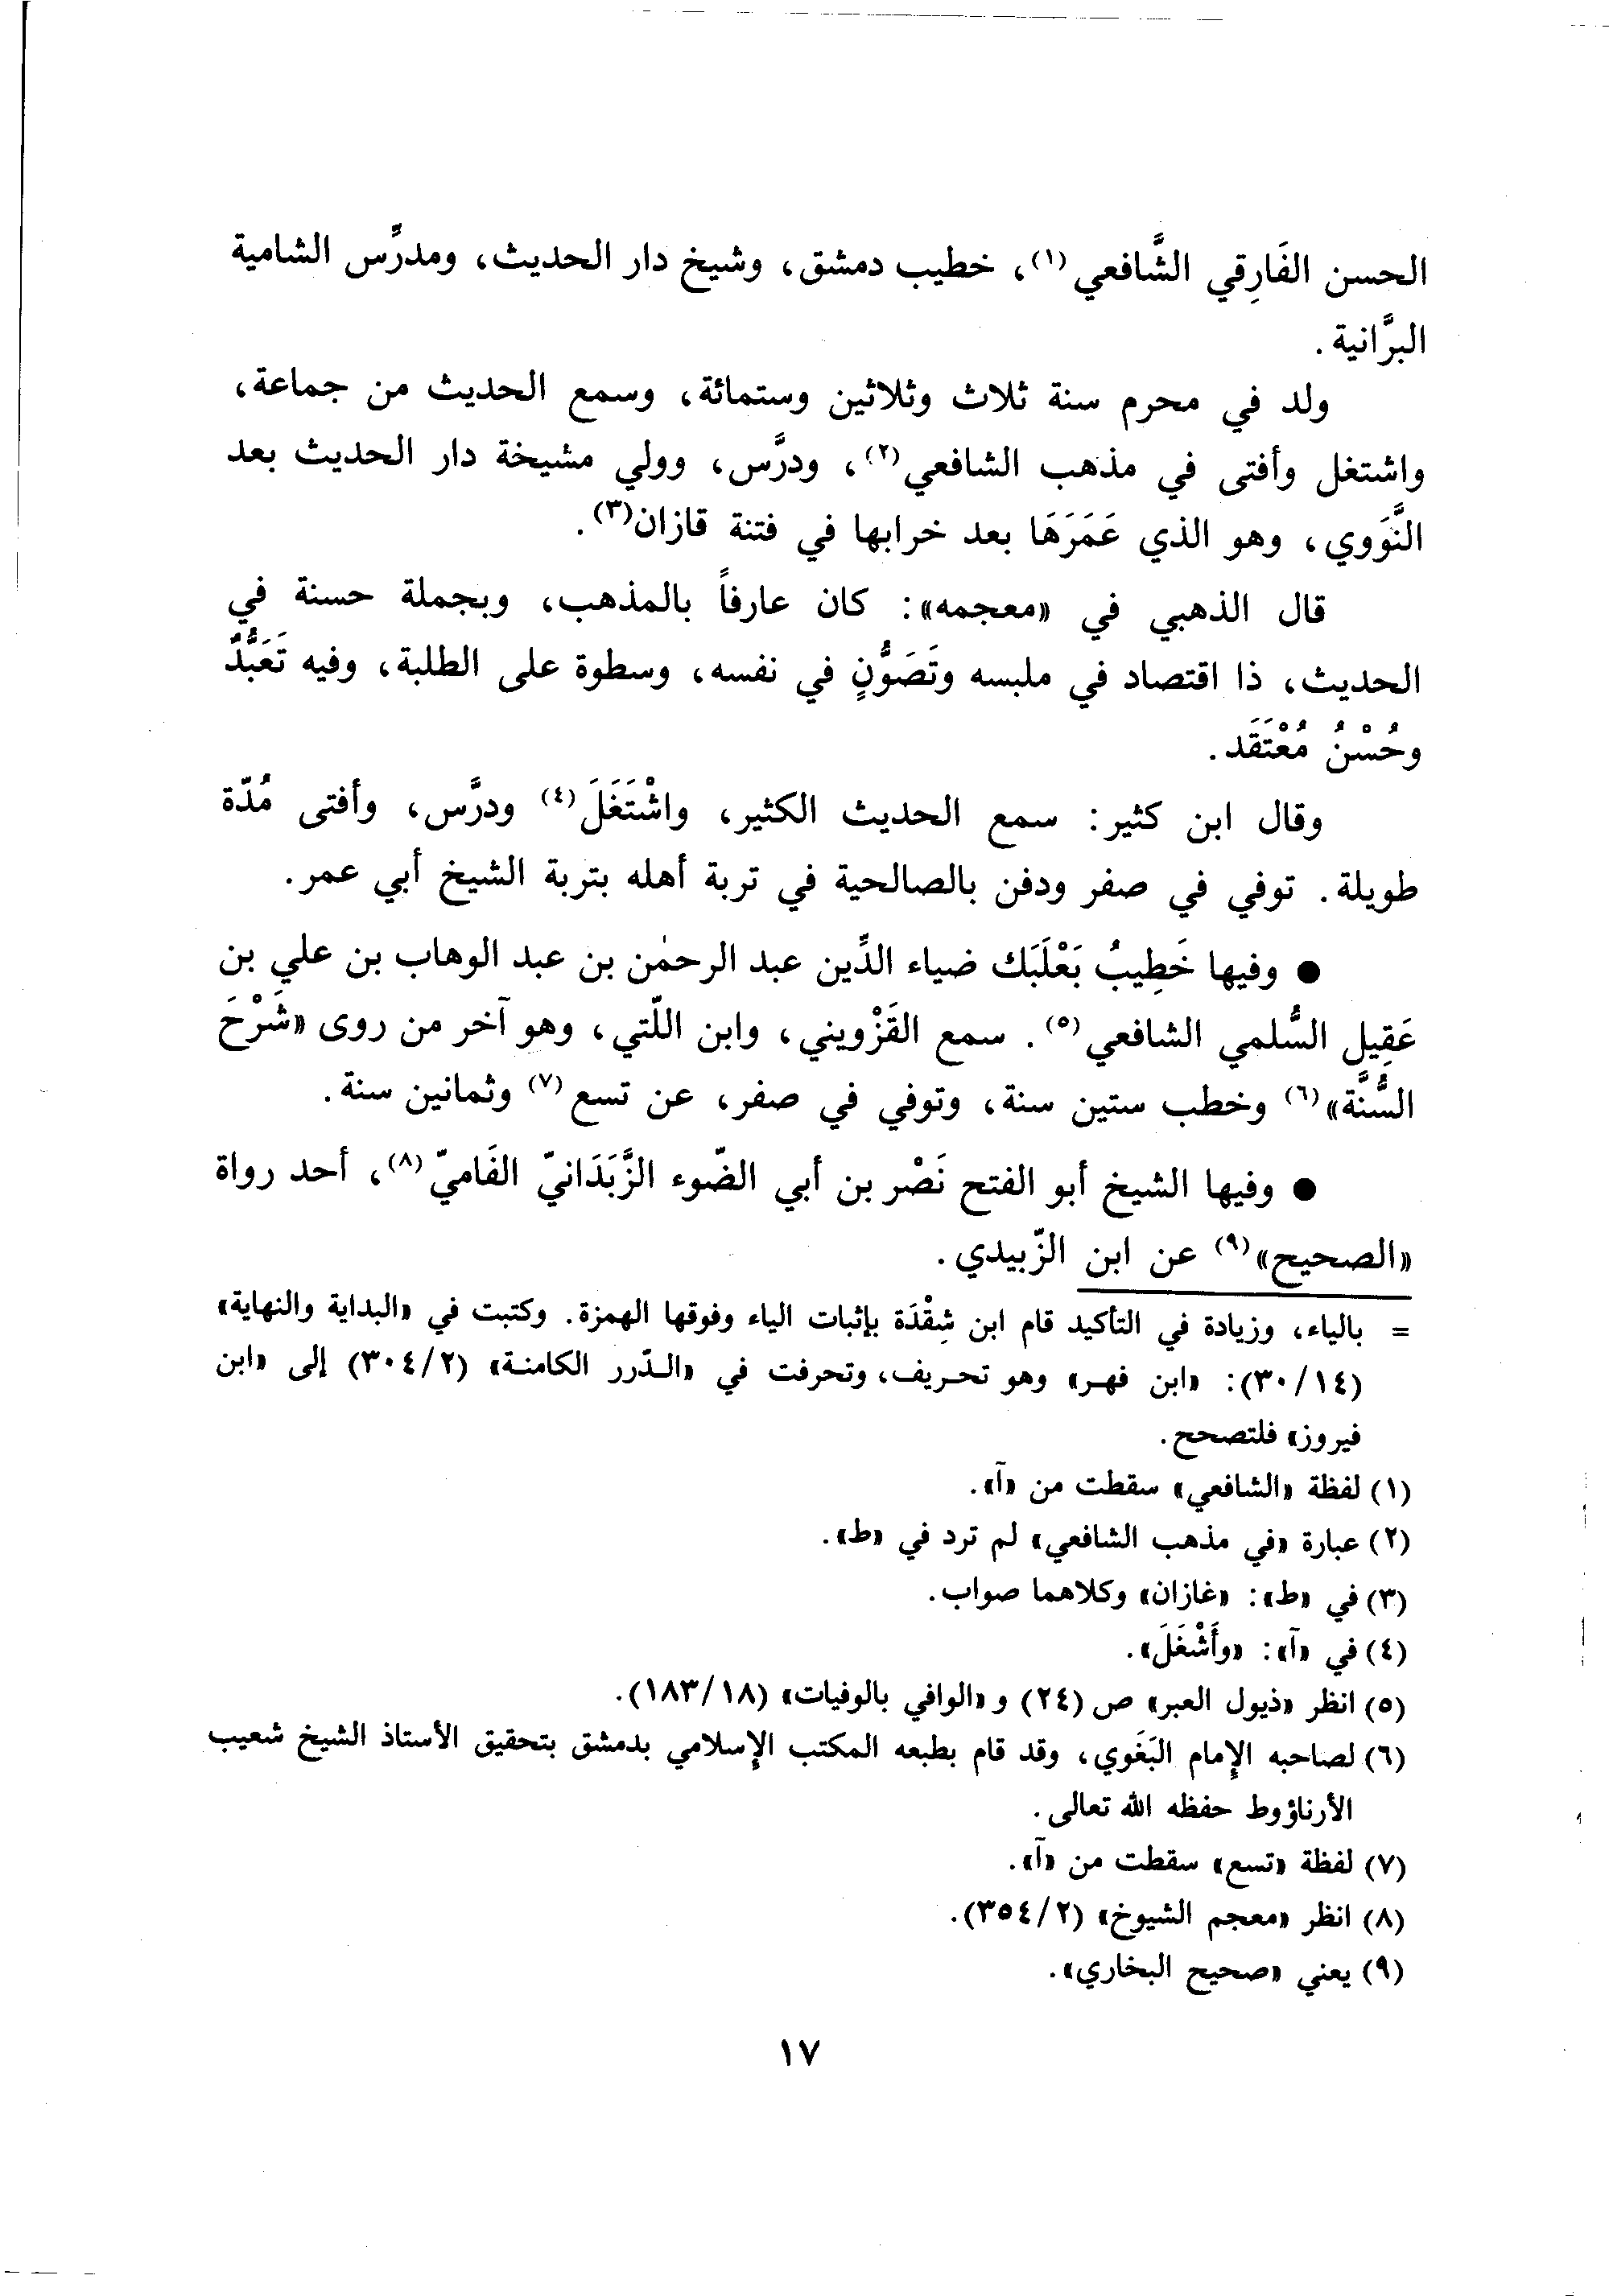 الحسن الفَارِقي الشَّافعي(١)، خطيب دمشق، وشيخ دار الحديث، ومدرِّس الشامية
البرَّانية.
ولد في محرم سنة ثلاث وثلاثين وستمائة، وسمع الحديث من جماعة،
واشتغل وأفتى في مذهب الشافعي(٢)، ودرَّس، وولي مشيخة دار الحديث بعد
النَّوَوي، وهو الذي عَمَرَهَا بعد خرابها في فتنة قازان(٣).
قال الذهبي في «معجمه»: كان عارفاً بالمذهب، وبجملة حسنة في
الحديث، ذا اقتصاد في ملبسه وتَصَوُّنٍ في نفسه، وسطوة على الطلبة، وفيه تَعَبُّدٌ
وحُسْنُ مُعْتَقَد.
وقال ابن كثير: سمع الحديث الكثير، واشْتَغَلَ(٤) ودرَّس، وأفتى مُدّة
طويلة. توفي في صفر ودفن بالصالحية في تربة أهله بتربة الشيخ أبي عمر.
● وفيها خَطِيبُ بَعْلَبَك ضياء الدِّين عبد الرحمٰن بن عبد الوهاب بن علي بن
عَقِيل السُّلمي الشافعي(٥). سمع القَزْويني، وابن اللّتي، وهو آخر من روى «شَرْحَ
السُّنَّة»(٦) وخطب ستين سنة، وتوفي في صفر، عن تسع(٧) وثمانين سنة.
● وفيها الشيخ أبو الفتح نَصْر بن أبي الضّوء الزَّبَدَانيّ الفَاميّ(٨)، أحد رواة
«الصحيح»(٩) عن ابن الزّبيدي.
= بالياء، وزيادة في التأكيد قام ابن شِقْدَة بإثبات الياء وفوقها الهمزة. وكتبت في «البداية والنهاية»
(٣٠/١٤): «ابن فهر» وهو تحريف، وتحرفت في «الدّرر الكامنة» (٣٠٤/٢) إلى «ابن
فيروز» فلتصحح.
(١) لفظة «الشافعي» سقطت من «آ».
(٢) عبارة «في مذهب الشافعي» لم ترد في «ط».
(٣) في «ط»: «غازان» وكلاهما صواب.
(٤) في «آ»: «وأَشْغَلَ».
(٥) انظر «ذيول العبر» ص (٢٤) و «الوافي بالوفيات» (١٨٣/١٨).
(٦) لصاحبه الإمام البَغَوي، وقد قام بطبعه المكتب الإسلامي بدمشق بتحقيق الأستاذ الشيخ شعيب
الأرناؤوط حفظه الله تعالى.
(٧) لفظة «تسع» سقطت من «آ».
(٨) انظر «معجم الشيوخ» (٣٥٤/٢).
(٩) يعني «صحيح البخاري».
١٧